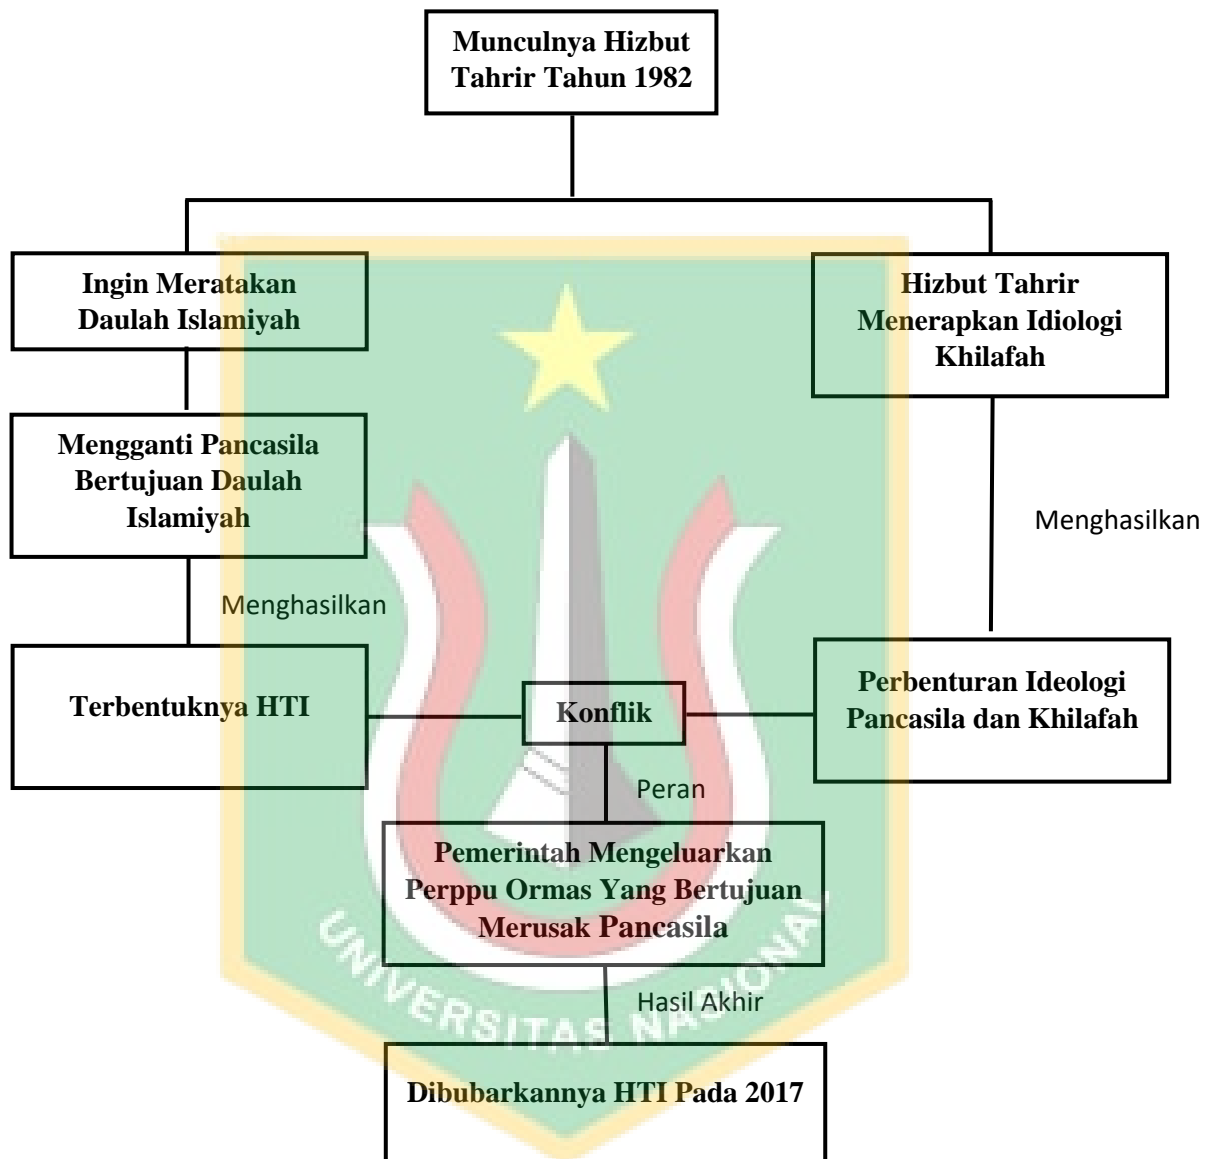 Munculnya Hizbut
Tahrir Tahun 1982
Ingin Meratakan
Daulah Islamiyah
Hizbut Tahrir
Menerapkan Idiologi
Khilafah
Mengganti Pancasila
Bertujuan Daulah
Islamiyah
Menghasilkan
Menghasilkan
Terbentuknya HTI
Konflik
Perbenturan Ideologi
Pancasila dan Khilafah
Peran
Pemerintah Mengeluarkan
Perppu Ormas Yang Bertujuan
Merusak Pancasila
Hasil Akhir
Dibubarkannya HTI Pada 2017
UNIVERSITAS NASIONAL